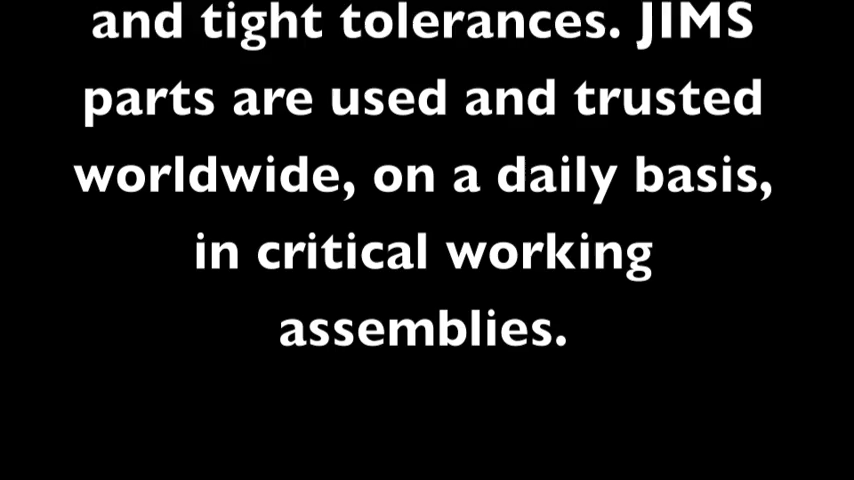 and tight tolerances. JIMS
parts are used and trusted
worldwide, on a daily basis,
in critical working
assemblies.